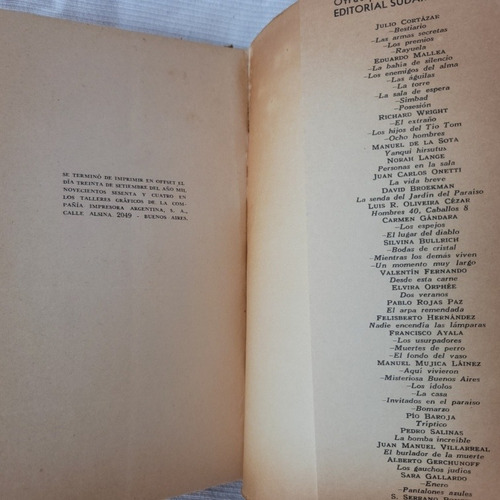 SE TERMINÓ DE IMPRIMIR EN OFFSET EL
DÍA TREINTA DE SETIEMBRE DEL AÑO MIL
NOVECIENTOS SESENTA Y CUATRO EN
LOS TALLERES GRÁFICOS DE LA COM-
PAÑÍA IMPRESORA ARGENTINA, S. A.,
CALLE ALSINA 2049 - BUENOS AIRES.
EDITORIAL SUDAM
JULIO CORTÁZAR
—Bestiario
—Las armas secretas
—Los premios
—Rayuela
EDUARDO MALLEA
—La bahía de silencio
—Los enemigos del alma
—Las águilas
—La torre
—La sala de espera
—Simbad
—Posesión
RICHARD WRIGHT
—El extraño
—Los hijos del Tío Tom
—Ocho hombres
MANUEL DE LA SOTA
Yanqui hirsutus
NORAH LANGE
Personas en la sala
JUAN CARLOS ONETTI
La vida breve
DAVID BROEKMAN
La senda del Jardín del Paraíso
LUIS R. OLIVEIRA CÉZAR
Hombres 40, Caballos 8
CARMEN GÁNDARA
—Los espejos
—El lugar del diablo
SILVINA BULLRICH
—Bodas de cristal
—Mientras los demás viven
—Un momento muy largo
VALENTÍN FERNANDO
Desde esta carne
ELVIRA ORPHÉE
Dos veranos
PABLO ROJAS PAZ
El arpa remendada
FELISBERTO HERNÁNDEZ
Nadie encendía las lámparas
FRANCISCO AYALA
—Los usurpadores
—Muertes de perro
—El fondo del vaso
MANUEL MUJICA LÁINEZ
—Aquí vivieron
—Misteriosa Buenos Aires
—Los ídolos
—La casa
—Invitados en el paraíso
—Bomarzo
PÍO BAROJA
Tríptico
PEDRO SALINAS
La bomba increíble
JUAN MANUEL VILLARREAL
El burlador de la muerte
ALBERTO GERCHUNOFF
Los gauchos judíos
SARA GALLARDO
—Enero
—Pantalones azules
S. SERRANO